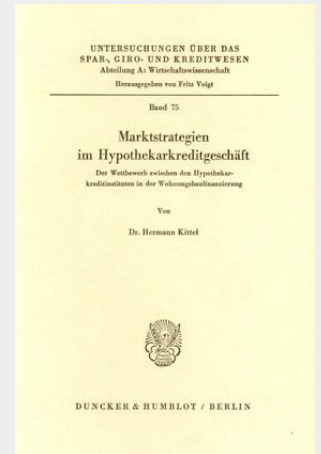 UNTERSUCHUNGEN ÜBER DAS
SPAR-, GIRO- UND KREDITWESEN
Abteilung A: Wirtschaftswissenschaft
Herausgegeben von Fritz Voigt
Band 75
Marktstrategien
im Hypothekarkreditgeschäft
Der Wettbewerb zwischen den Hypothekar-
kreditinstituten in der Wohnungsbaufinanzierung
Von
Dr. Hermann Kittel
DUNCKER & HUMBLOT / BERLIN